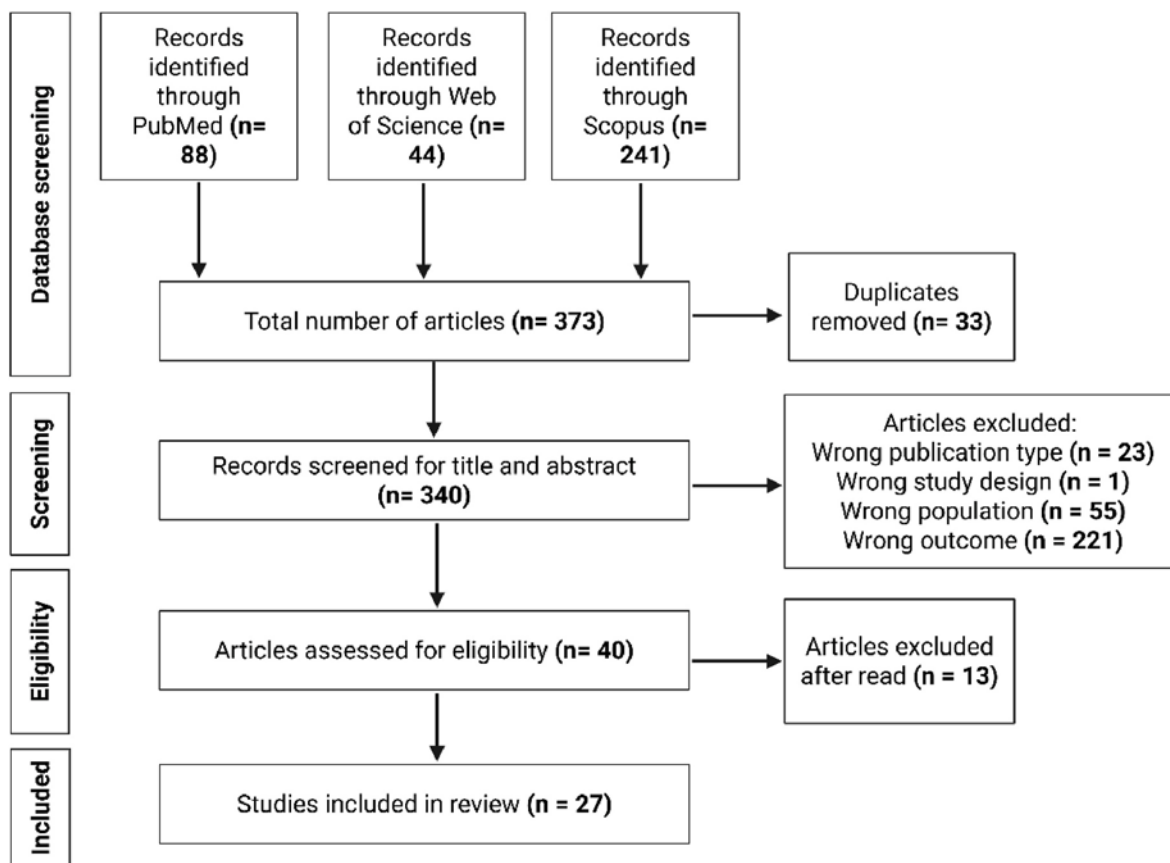 Database screening
Records
identified
through
PubMed (n=
88)
Records
identified
through Web
of Science (n=
44)
Records
identified
through
Scopus (n=
241)
Total number of articles (n= 373)
Duplicates
removed (n= 33)
Screening
Records screened for title and abstract
(n= 340)
Articles excluded:
Wrong publication type (n = 23)
Wrong study design (n = 1)
Wrong population (n = 55)
Wrong outcome (n = 221)
Eligibility
Articles assessed for eligibility (n= 40)
Articles excluded
after read (n = 13)
Included
Studies included in review (n = 27)